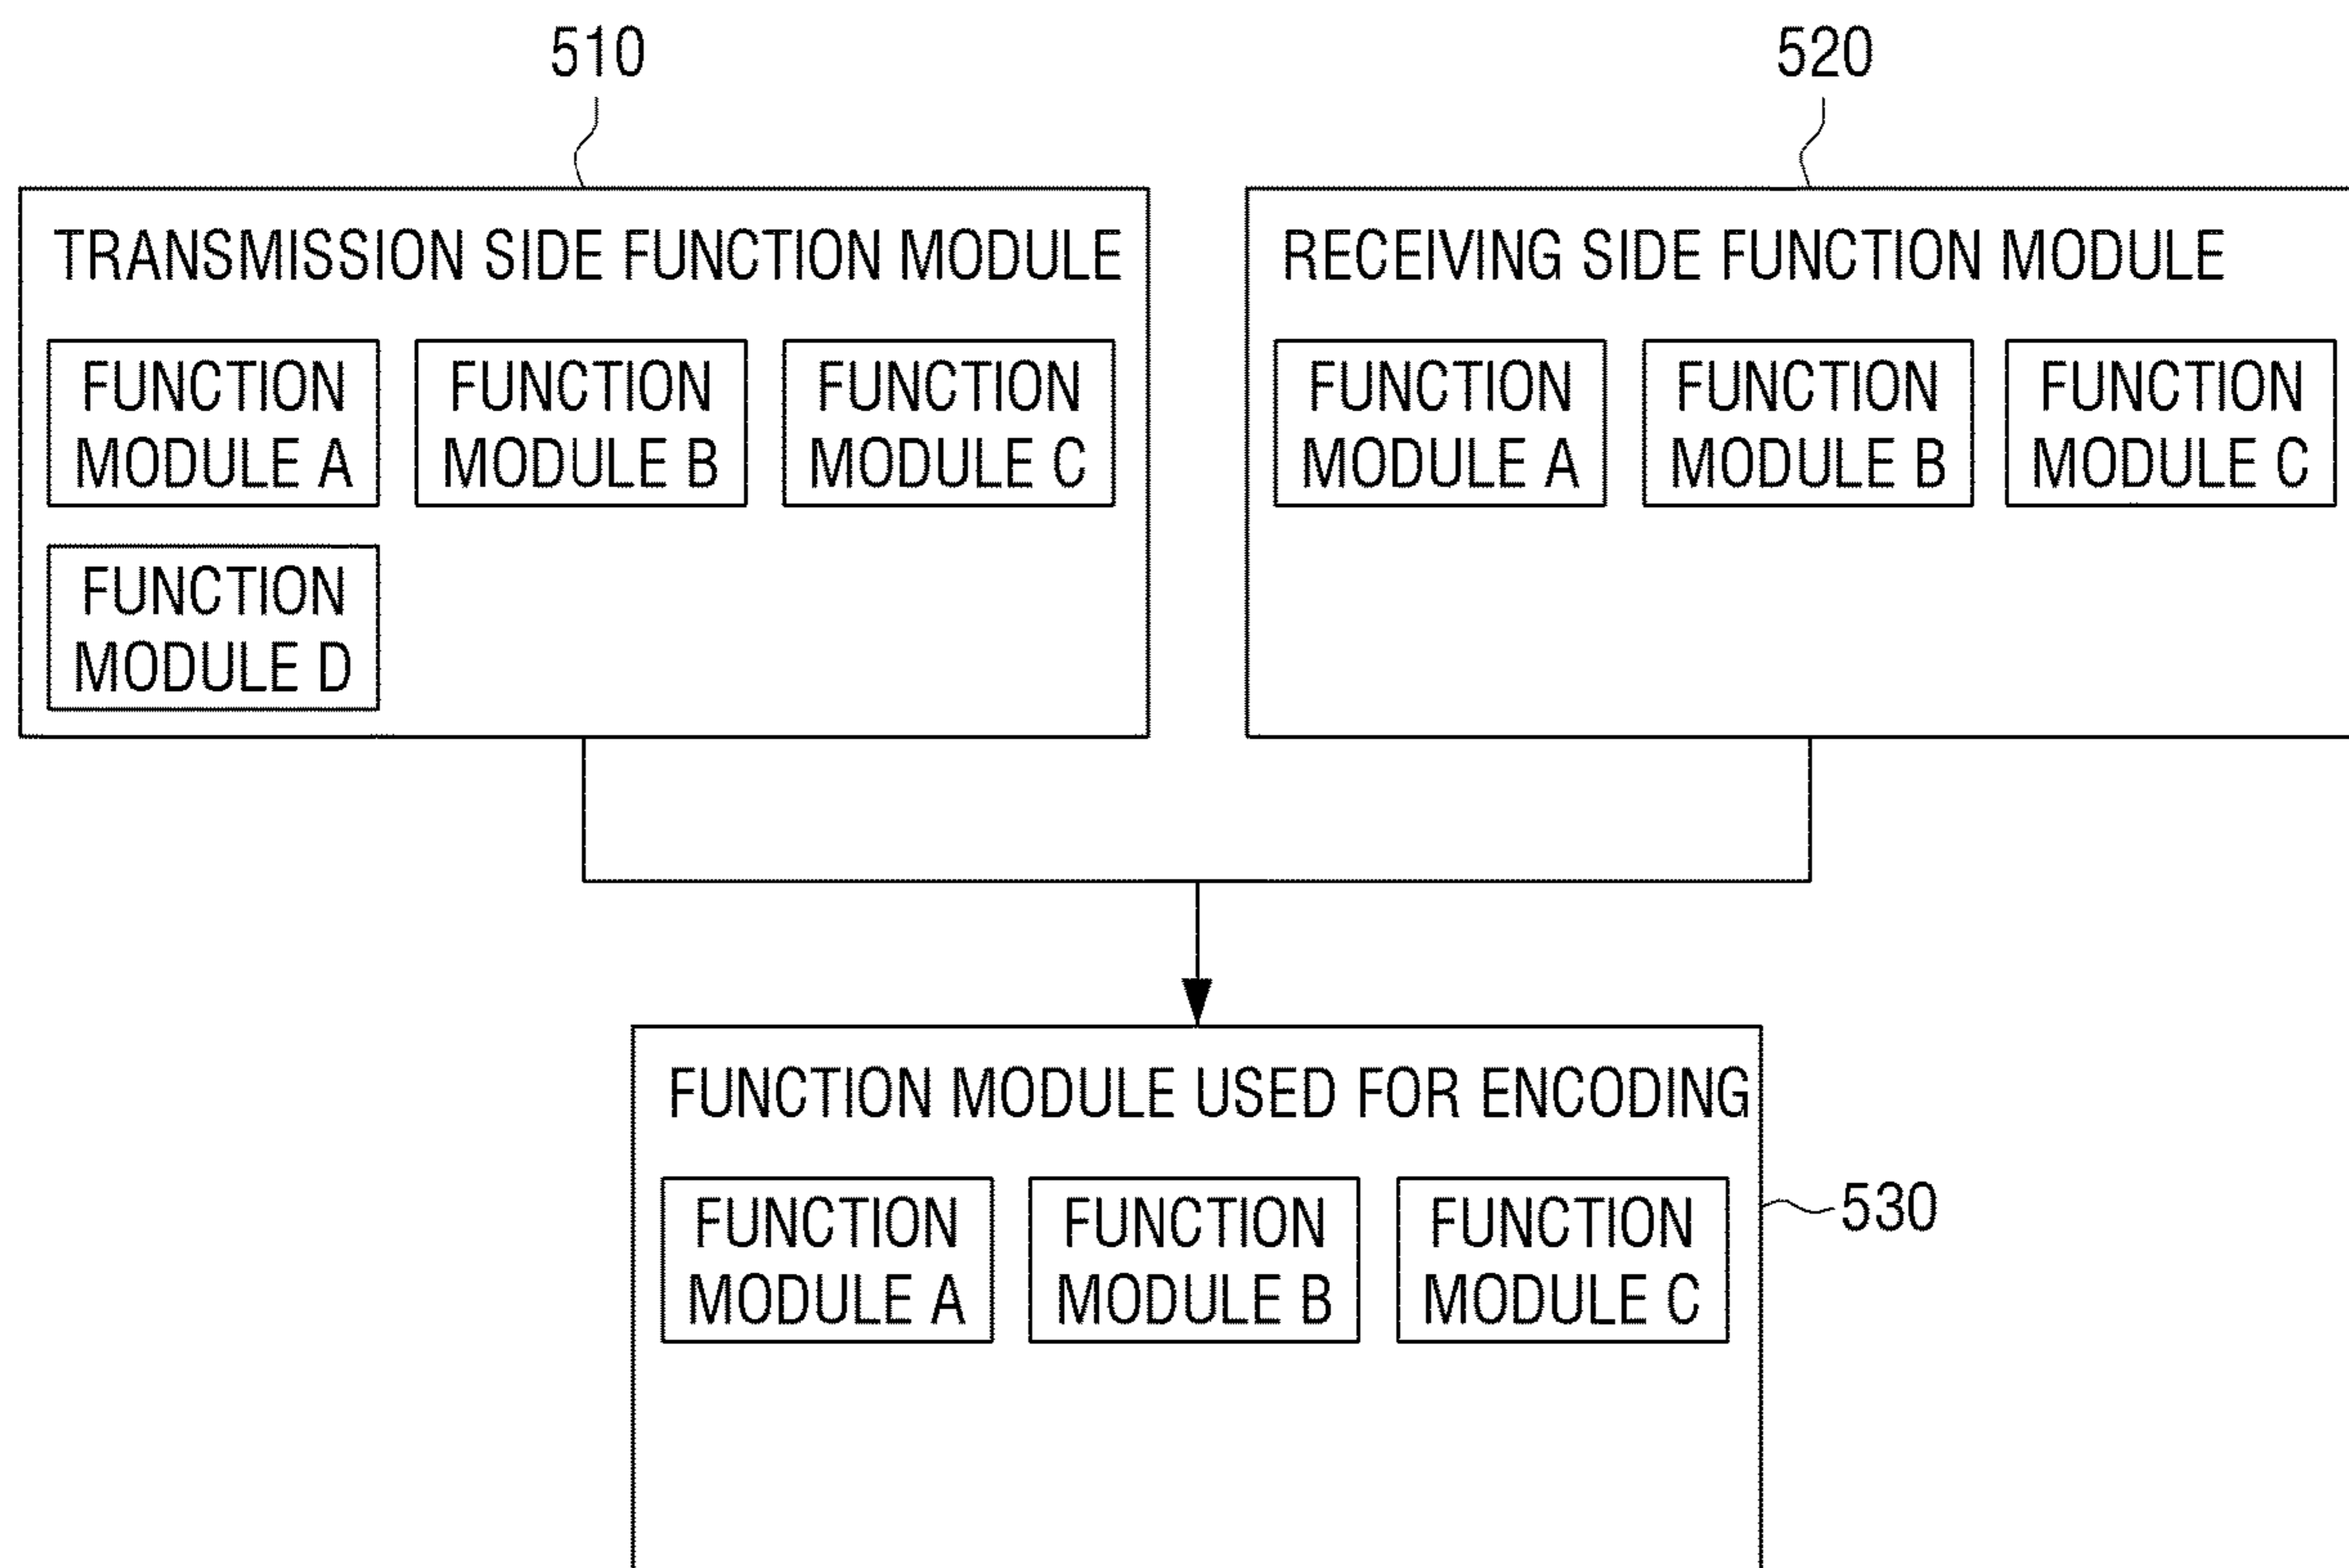 510
520
TRANSMISSION SIDE FUNCTION MODULE
FUNCTION
MODULE A
FUNCTION
MODULE B
FUNCTION
MODULE C
FUNCTION
MODULE D
RECEIVING SIDE FUNCTION MODULE
FUNCTION
MODULE A
FUNCTION
MODULE B
FUNCTION
MODULE C
FUNCTION MODULE USED FOR ENCODING
FUNCTION
MODULE A
FUNCTION
MODULE B
FUNCTION
MODULE C
530